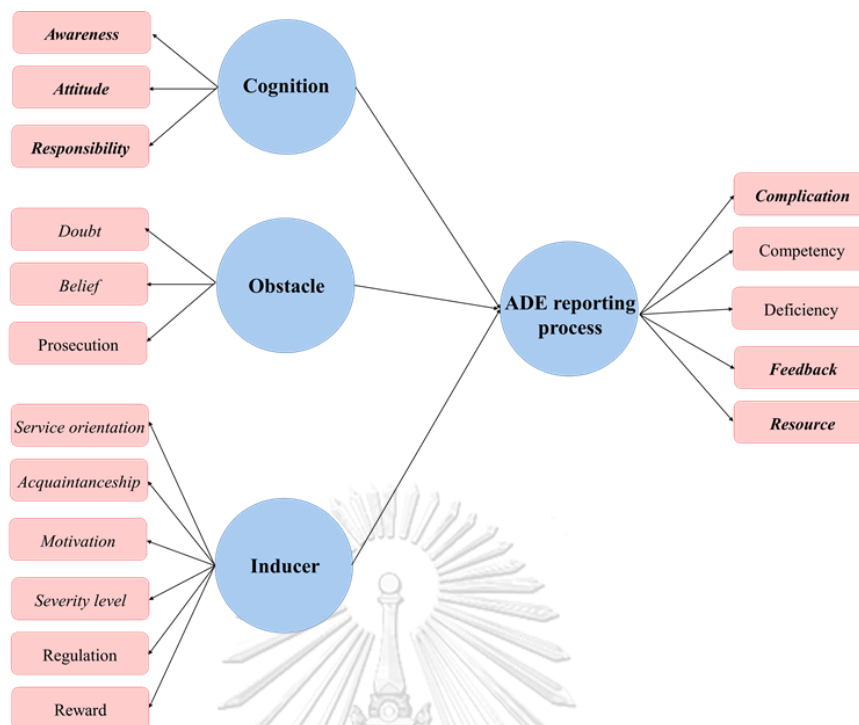 Awareness
Attitude
Responsibility
Cognition
Doubt
Belief
Prosecution
Obstacle
Service orientation
Acquaintanceship
Motivation
Severity level
Regulation
Reward
Inducer
ADE reporting
process
Complication
Competency
Deficiency
Feedback
Resource